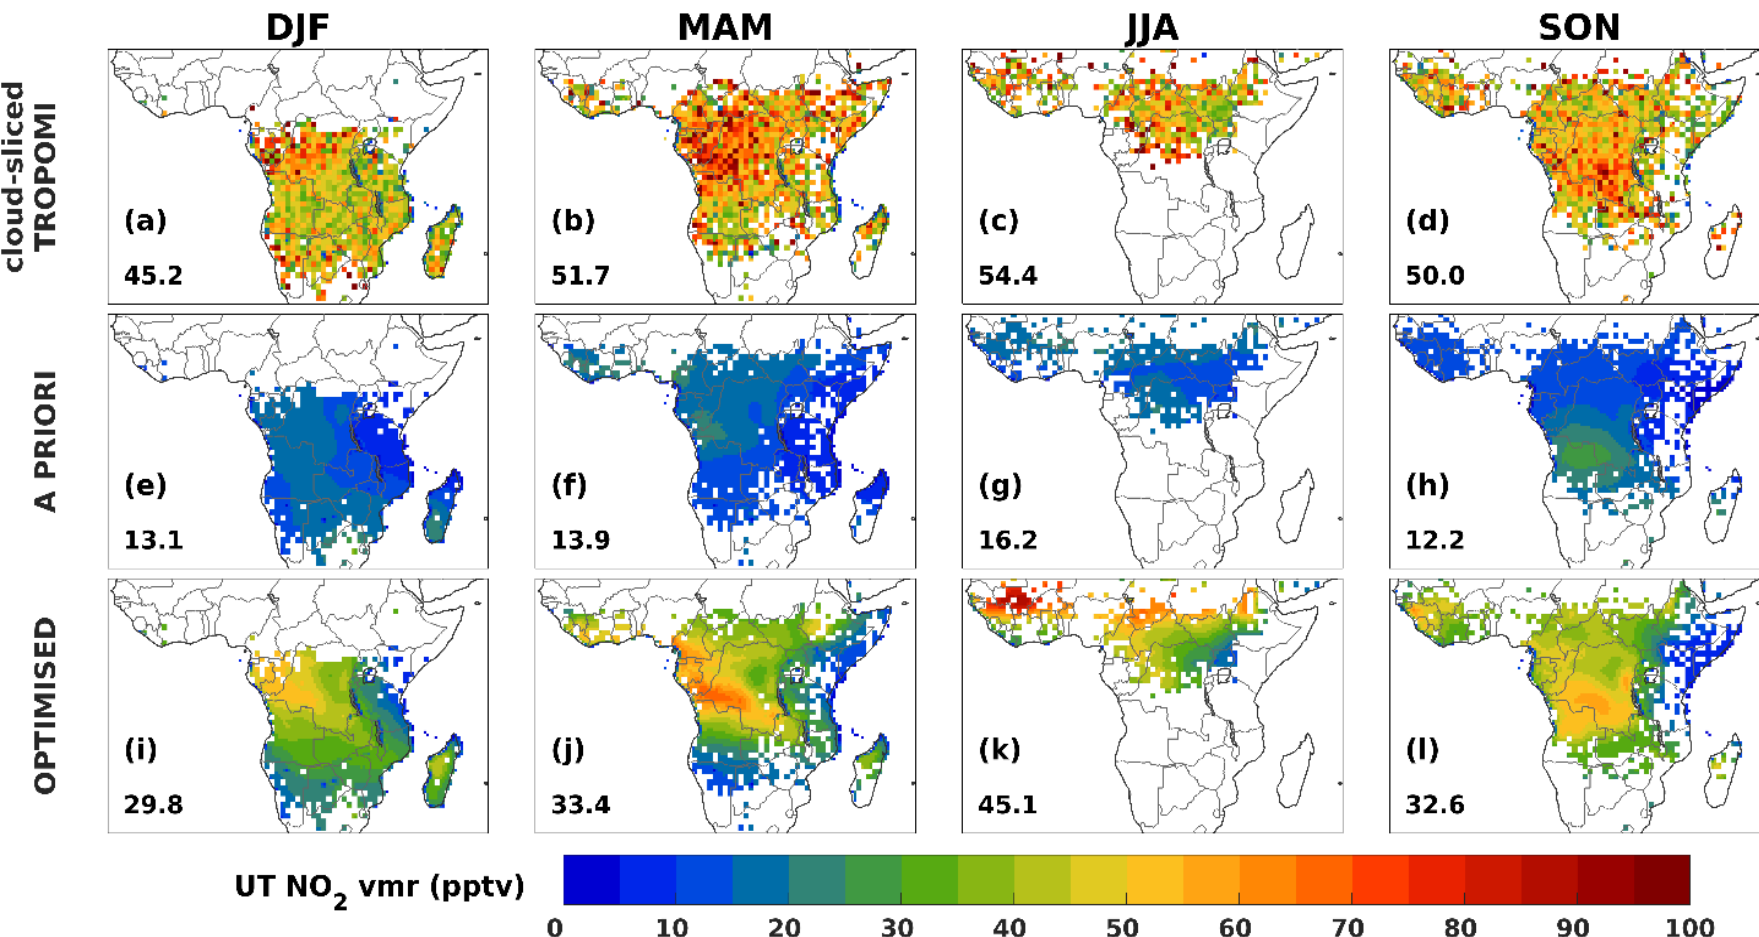 DJF MAM JJA SON
cloud-sliced
TROPOMI
(a) (b) (c) (d)
45.2 51.7 54.4 50.0
A PRIORI
(e) (f) (g) (h)
13.1 13.9 16.2 12.2
OPTIMISED
(i) (j) (k) (l)
29.8 33.4 45.1 32.6
UT NO₂ vmr (pptv)
0 10 20 30 40 50 60 70 80 90 100